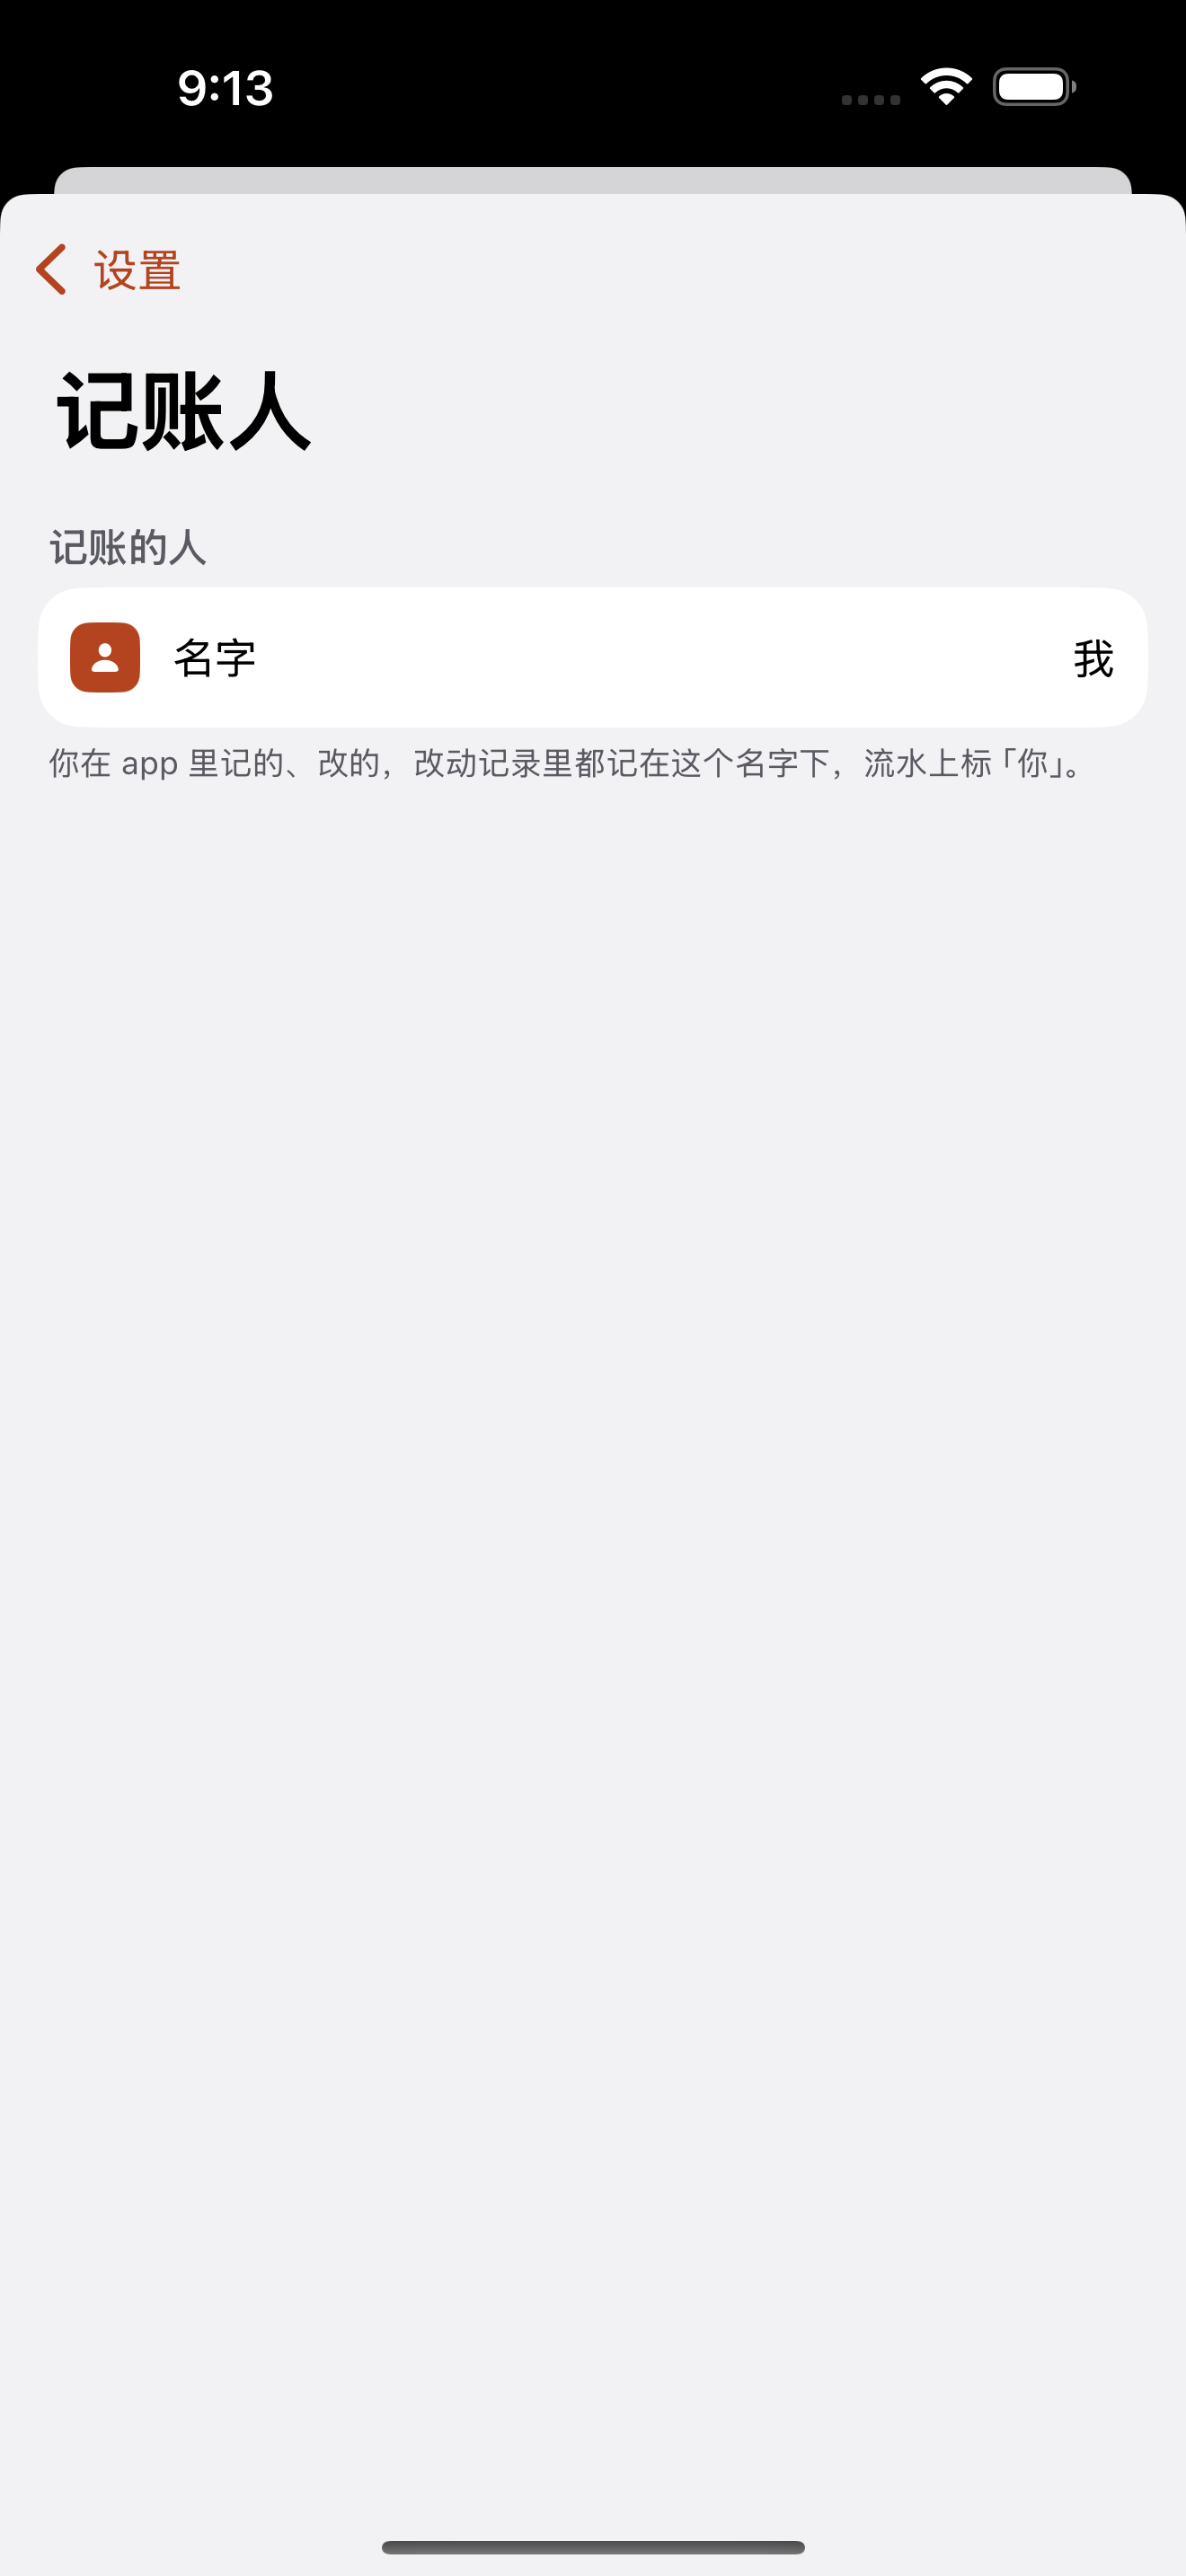 9:13
设置
记账人
记账的人
名字
我
你在 app 里记的、改的，改动记录里都记在这个名字下，流水上标「你」。